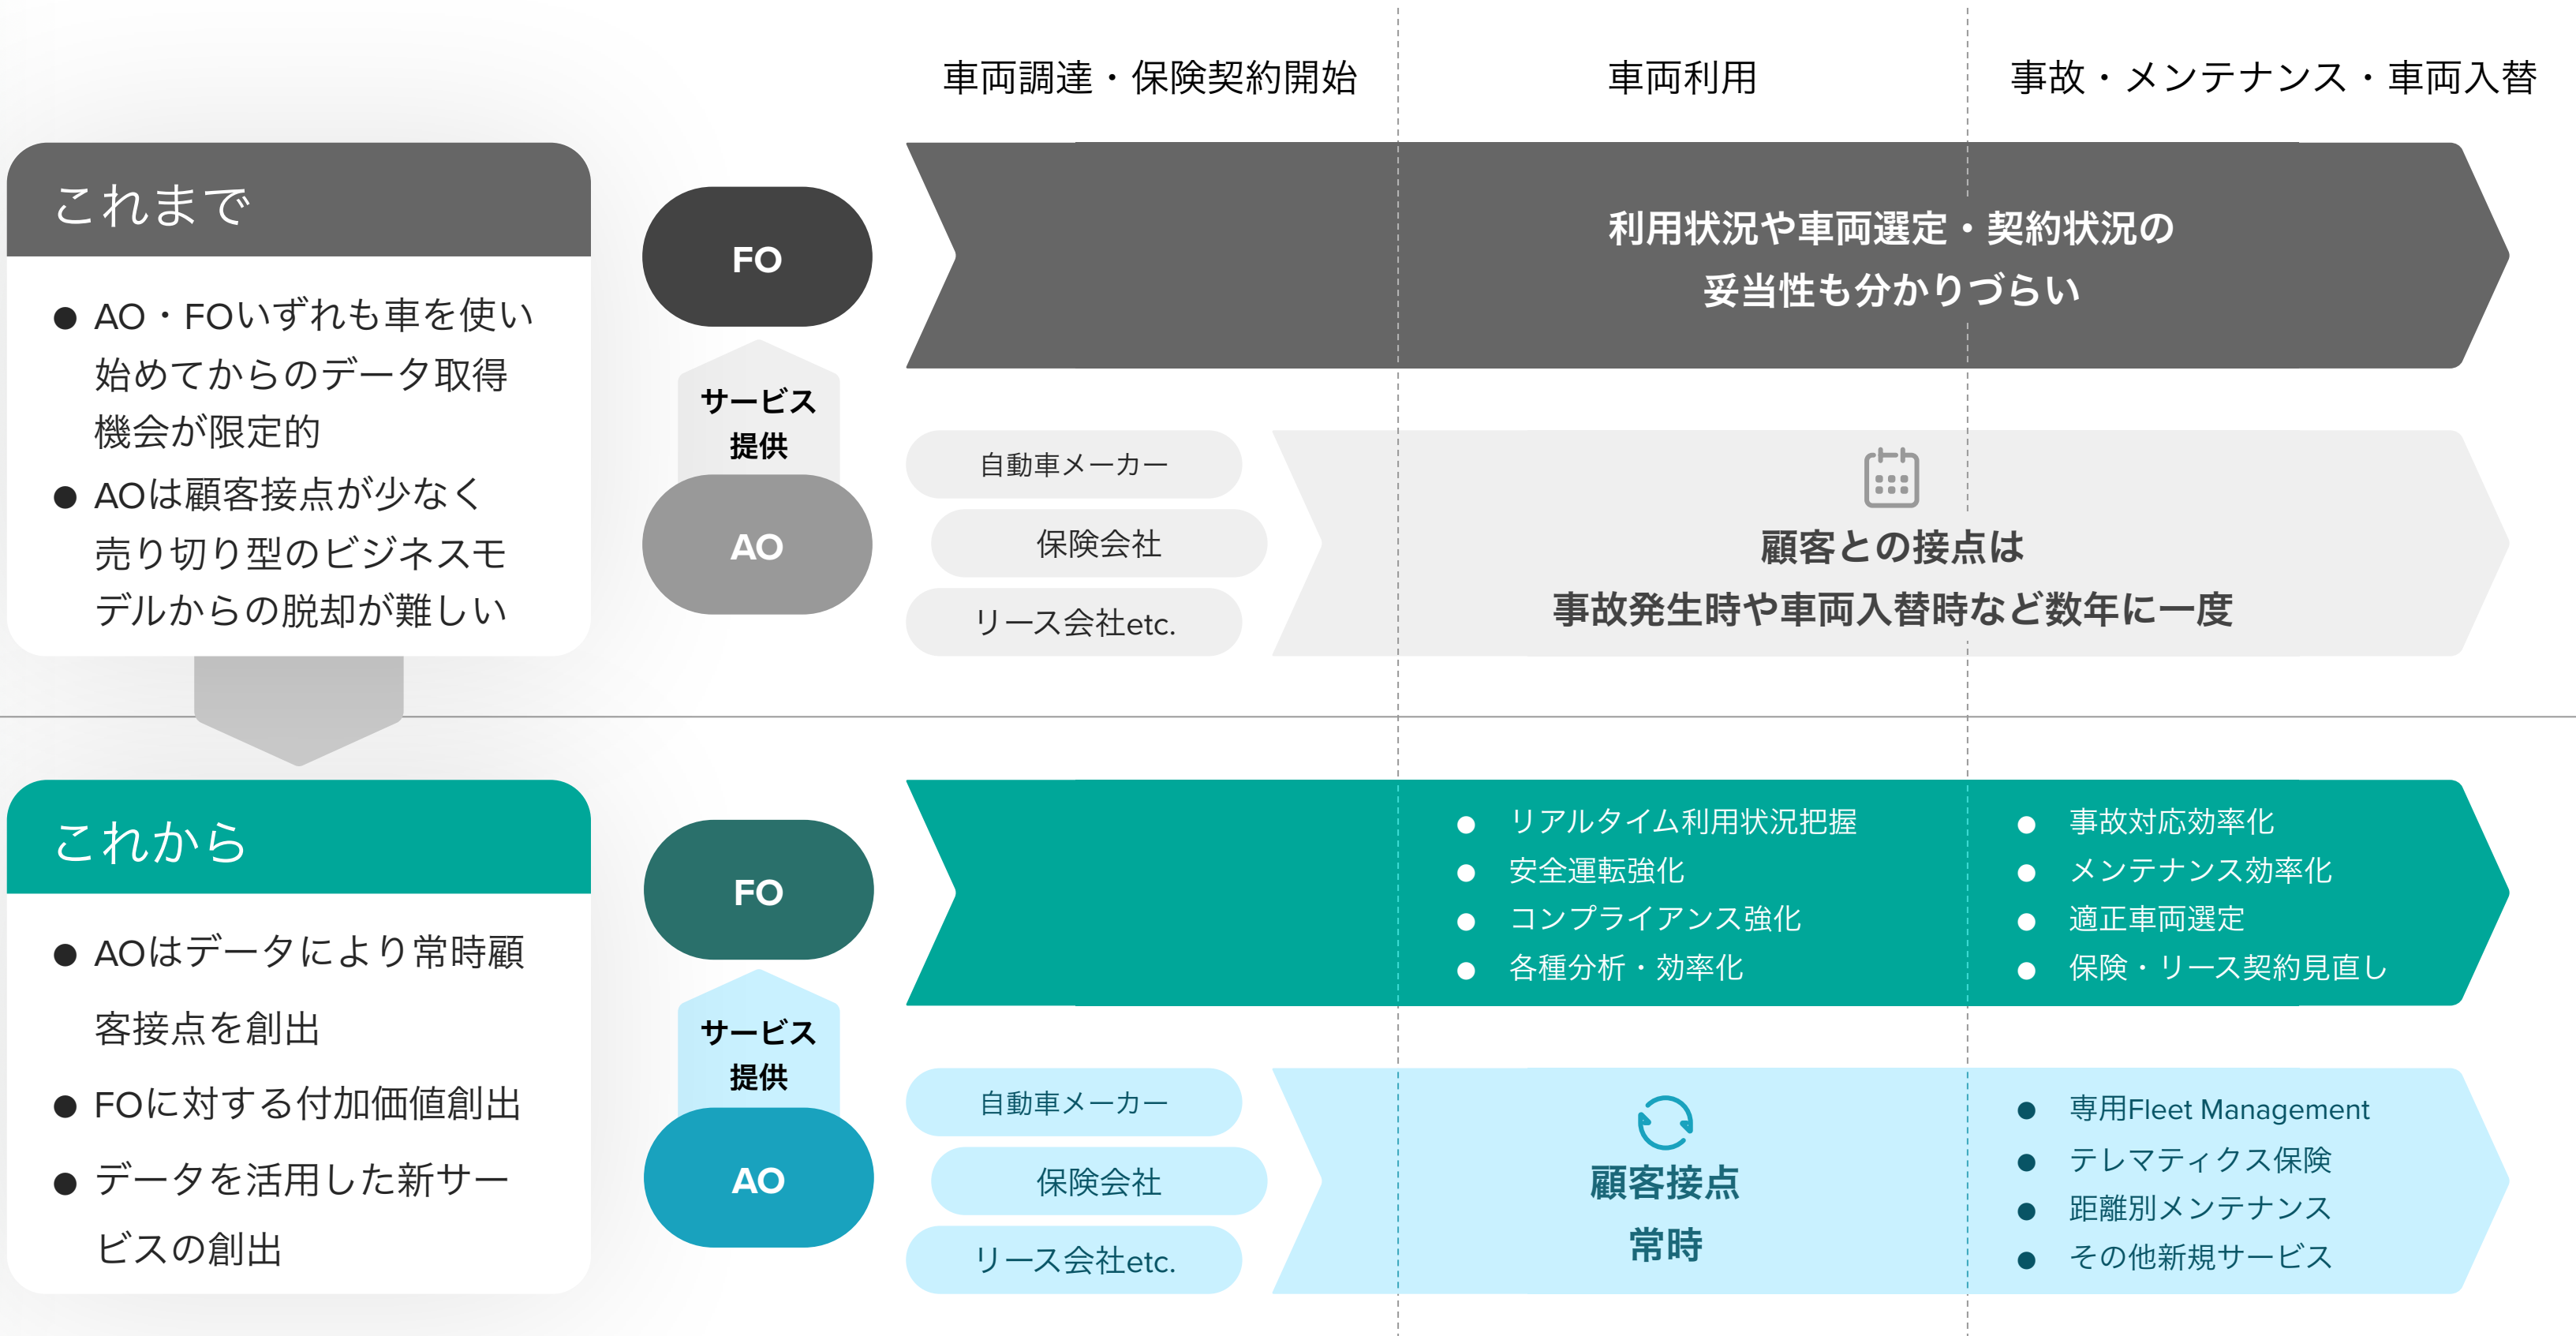 車両調達・保険契約開始
車両利用
事故・メンテナンス・車両入替
これまで
● AO・FOいずれも車を使い
始めてからのデータ取得
機会が限定的
● AOは顧客接点が少なく
売り切り型のビジネスモ
デルからの脱却が難しい
FO
サービス
提供
AO
利用状況や車両選定・契約状況の
妥当性も分かりづらい
自動車メーカー
保険会社
リース会社etc.
顧客との接点は
事故発生時や車両入替時など数年に一度
これから
● AOはデータにより常時顧
客接点を創出
● FOに対する付加価値創出
● データを活用した新サー
ビスの創出
FO
サービス
提供
AO
● リアルタイム利用状況把握
● 安全運転強化
● コンプライアンス強化
● 各種分析・効率化
● 事故対応効率化
● メンテナンス効率化
● 適正車両選定
● 保険・リース契約見直し
自動車メーカー
保険会社
リース会社etc.
顧客接点
常時
● 専用Fleet Management
● テレマティクス保険
● 距離別メンテナンス
● その他新規サービス